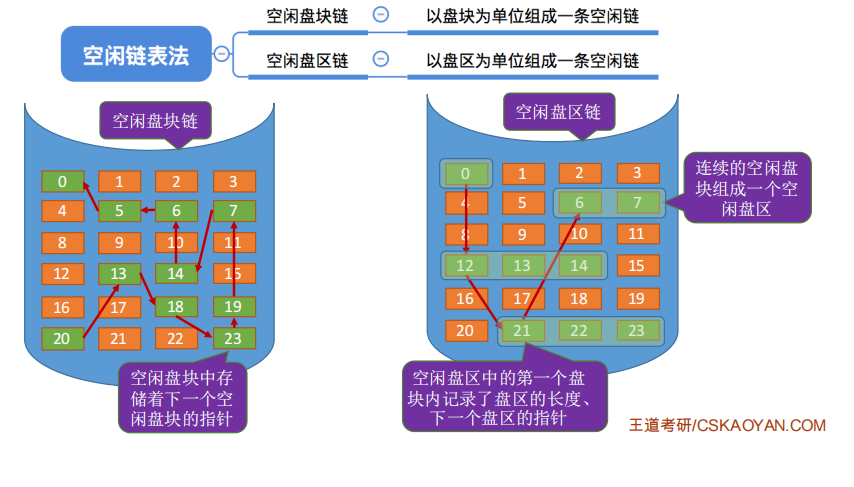 空闲盘块链
以盘块为单位组成一条空闲链
空闲链表法
空闲盘区链
以盘区为单位组成一条空闲链
空闲盘块链
0 1 2 3
4 5 6 7
8 9 10 11
12 13 14 15
16 17 18 19
20 21 22 23
空闲盘块中存
储着下一个空
闲盘块的指针
空闲盘区链
0 1 2 3
4 5 6 7
8 9 10 11
12 13 14 15
16 17 18 19
20 21 22 23
连续的空闲盘
块组成一个空
闲盘区
空闲盘区中的第一个盘
块内记录了盘区的长度、
下一个盘区的指针
王道考研/CSKAOYAN.COM